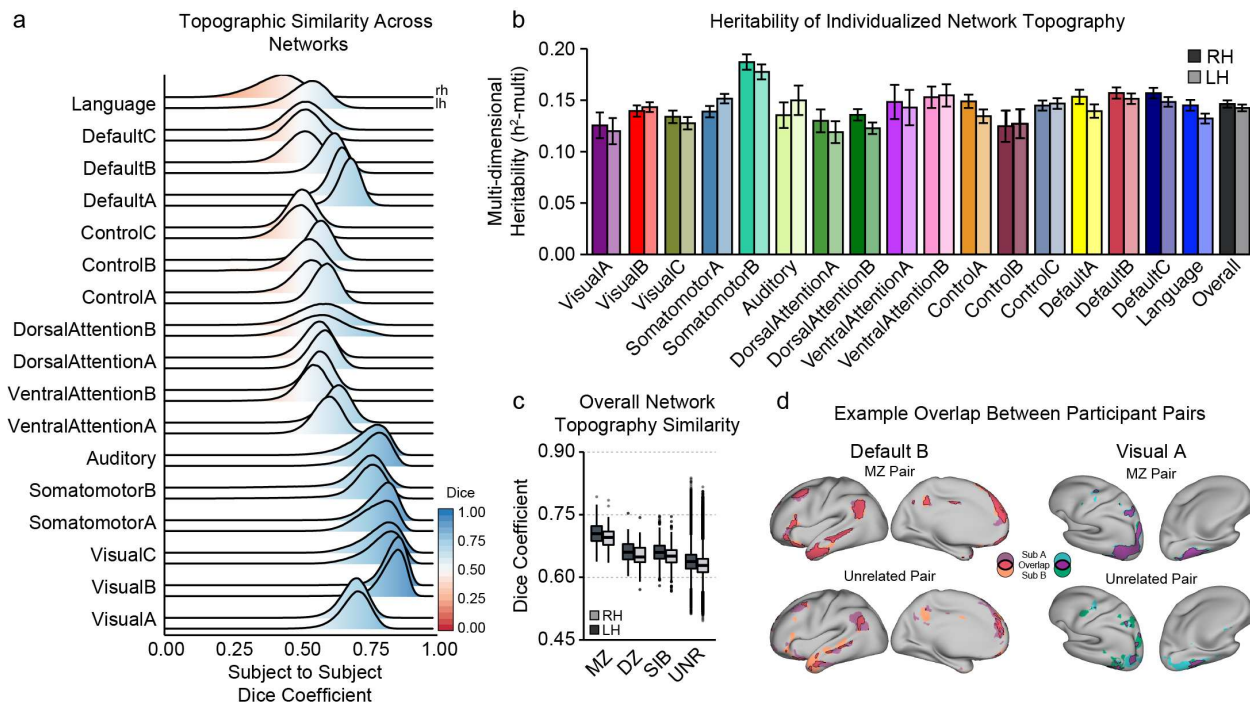 a
Topographic Similarity Across
Networks
rh
lh
Language
DefaultC
DefaultB
DefaultA
ControlC
ControlB
ControlA
DorsalAttentionB
DorsalAttentionA
VentralAttentionB
VentralAttentionA
Auditory
SomatomotorB
SomatomotorA
VisualC
VisualB
VisualA
Dice
1.00
0.75
0.50
0.25
0.00
0.00 0.25 0.50 0.75 1.00
Subject to Subject
Dice Coefficient
b
Heritability of Individualized Network Topography
Multi-dimensional
Heritability (h²-multi)
0.20
0.15
0.10
0.05
0.00
RH
LH
VisualA
VisualB
VisualC
SomatomotorA
SomatomotorB
Auditory
DorsalAttentionA
DorsalAttentionB
VentralAttentionA
VentralAttentionB
ControlA
ControlB
ControlC
DefaultA
DefaultB
DefaultC
Language
Overall
c
Overall Network
Topography Similarity
Dice Coefficient
0.90
0.75
0.60
0.45
RH
LH
MZ
DZ
SIB
UNR
d
Example Overlap Between Participant Pairs
Default B
MZ Pair
Visual A
MZ Pair
Sub A
Overlap
Sub B
Unrelated Pair
Unrelated Pair